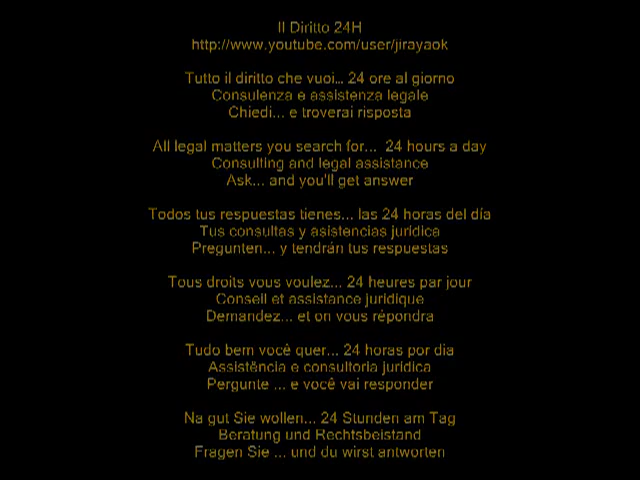 Il Diritto 24H
http://www.youtube.com/user/jirayaok
Tutto il diritto che vuoi... 24 ore al giorno
Consulenza e assistenza legale
Chiedi... e troverai risposta
All legal matters you search for...  24 hours a day
Consulting and legal assistance
Ask... and you'll get answer
Todos tus respuestas tienes... las 24 horas del día
Tus consultas y asistencias juridica
Pregunten... y tendrán tus respuestas
Tous droits vous voulez... 24 heures par jour
Conseil et assistance juridique
Demandez... et on vous répondra
Tudo bem você quer... 24 horas por dia
Assistência e consultoria juridica
Pergunte ... e você vai responder
Na gut Sie wollen... 24 Stunden am Tag
Beratung und Rechtsbeistand
Fragen Sie ... und du wirst antworten